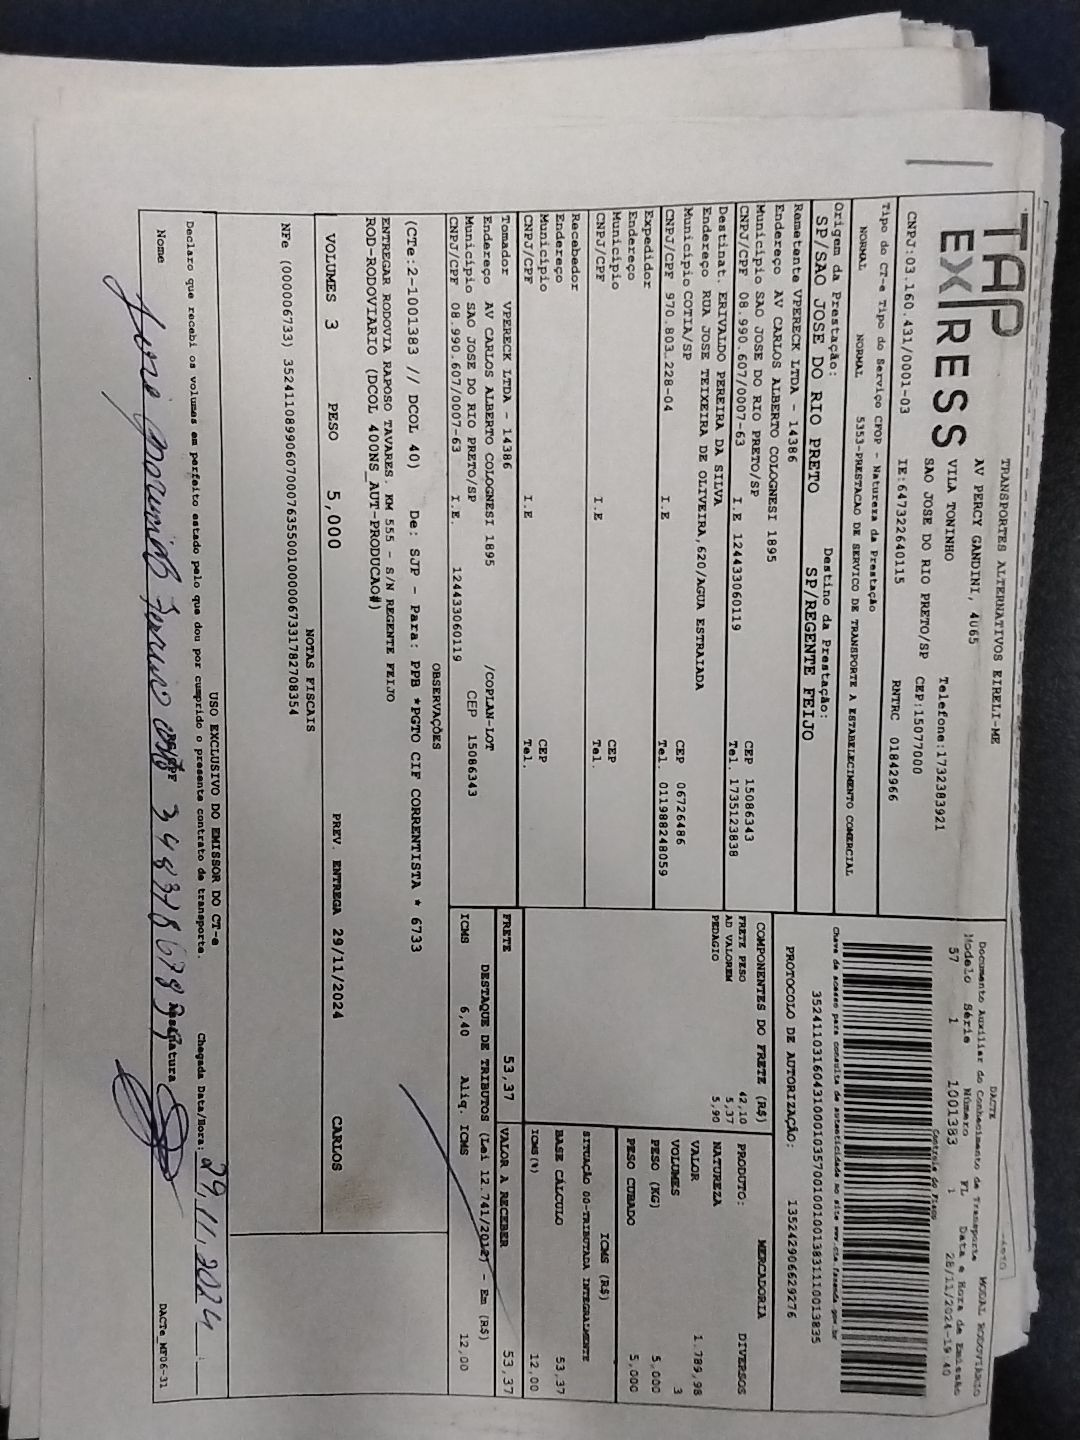 TAP
EXPRESS
TRANSPORTES ALTERNATIVOS EIRELI-ME
AV PERCY GANDINI, 4065
VILA TONINHO Telefone:1732383921
SAO JOSE DO RIO PRETO/SP CEP:15077000
CNPJ:03.160.431/0001-03 IE:647322640115 RNTRC 01842966
Tipo do CT-e Tipo do Serviço CFOP - Natureza da Prestação
NORMAL NORMAL 5353-PRESTACAO DE SERVICO DE TRANSPORTE A ESTABELECIMENTO COMERCIAL
DACTE MODAL RODOVIÁRIO
Documento Auxiliar do Conhecimento de Transporte
Modelo Série Número FL Data e Hora de Emissão
57 1 1001383 1 28/11/2024-19:40
Controle do Fisco
Chave de acesso para consulta de autenticidade no site www.cte.fazenda.gov.br
PROTOCOLO DE AUTORIZAÇÃO: 135242906629276
Origem da Prestação: Destino da Prestação:
SP/SAO JOSE DO RIO PRETO SP/REGENTE FEIJO
Remetente VPERECK LTDA - 14386
Endereço AV CARLOS ALBERTO COLOGNESI 1895
Município SAO JOSE DO RIO PRETO/SP CEP 15086343
CNPJ/CPF 08.990.607/0007-63 I.E 124433060119 Tel. 1735123838
Destinat. ERIVALDO PEREIRA DA SILVA
Endereço RUA JOSE TEIXEIRA DE OLIVEIRA,620/AGUA ESTRAIADA
Município COTIA/SP CEP 06726486
CNPJ/CPF 970.803.228-04 I.E Tel. 011988248059
Expedidor
Endereço
Município CEP
CNPJ/CPF I.E Tel.
Recebedor
Endereço
Município CEP
CNPJ/CPF I.E Tel.
Tomador VPERECK LTDA - 14386
Endereço AV CARLOS ALBERTO COLOGNESI 1895 /COPLAN-LOT
Município SAO JOSE DO RIO PRETO/SP CEP 15086343
CNPJ/CPF 08.990.607/0007-63 I.E. 124433060119
COMPONENTES DO FRETE (R$)
FRETE PESO 42,10
AD VALOREM 5,37
PEDAGIO 5,90
MERCADORIA
PRODUTO: DIVERSOS
NATUREZA
VALOR 1.789,98
VOLUMES 3
PESO (KG) 5,000
PESO CUBADO 5,000
ICMS (R$)
SITUAÇÃO 00-TRIBUTADA INTEGRALMENTE
BASE CÁLCULO 53,37
ICMS(%) 12,00
FRETE 53,37 VALOR A RECEBER 53,37
DESTAQUE DE TRIBUTOS (Lei 12.741/2012) - Em (R$)
ICMS 6,40 Aliq. ICMS 12,00
OBSERVAÇÕES
(CTe:2-1001383 // DCOL 40) De: SJP - Para: PPB *PGTO CIF CORRENTISTA * 6733
ENTREGAR RODOVIA RAPOSO TAVARES, KM 555 - S/N REGENTE FEIJO
ROD-RODOVIARIO (DCOL 400NS_AUT-PRODUCAO#)
VOLUMES 3 PESO 5,000 PREV. ENTREGA 29/11/2024 CARLOS
NOTAS FISCAIS
NFe (000006733)
USO EXCLUSIVO DO EMISSOR DO CT-e
Declaro que recebi os volumes em perfeito estado pelo que dou por cumprido o presente contrato de transporte. Chegada Data/Hora: 29,11,2024
Nome Assinatura
DACTe_MF06-31